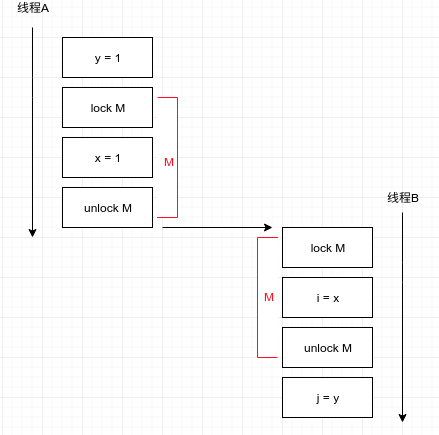 线程A
y = 1
lock M
x = 1
M
unlock M
线程B
lock M
i = x
M
unlock M
j = y